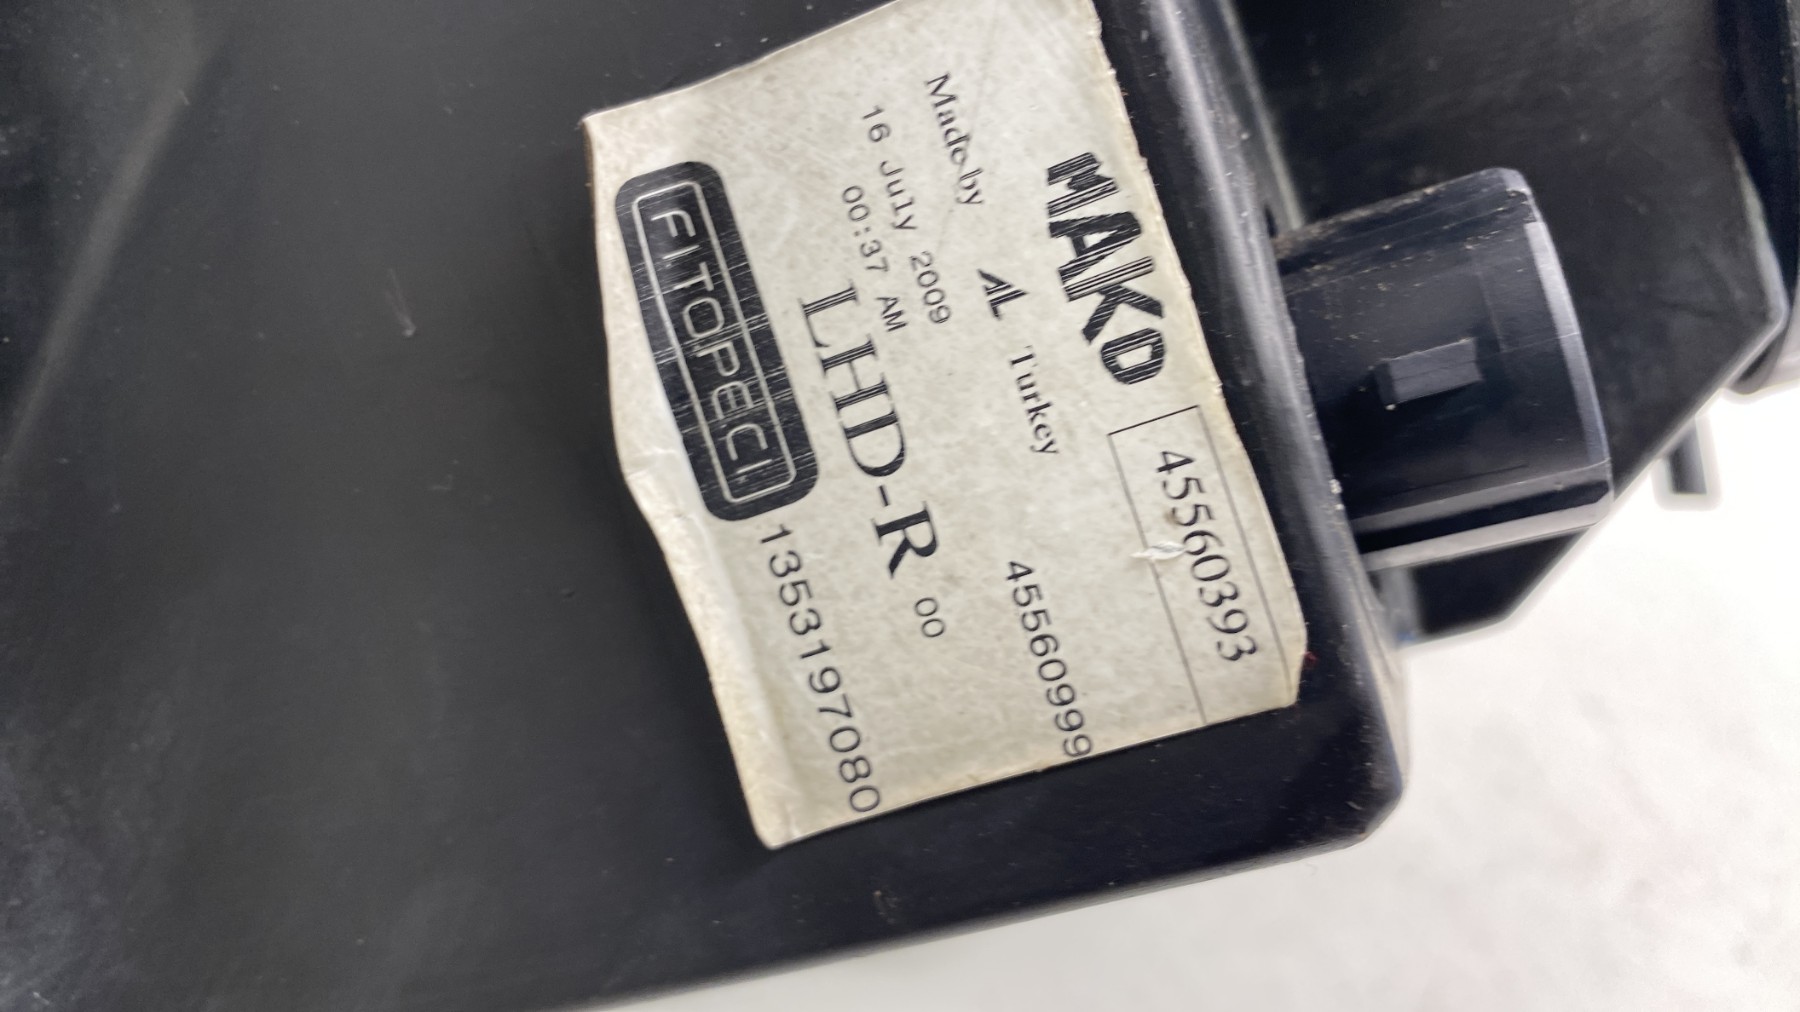 MAKO 45560393
Made by AL Turkey 45560999
16 July 2009
00:37 AM
LHD-R 00
FITOPECI 1353197080